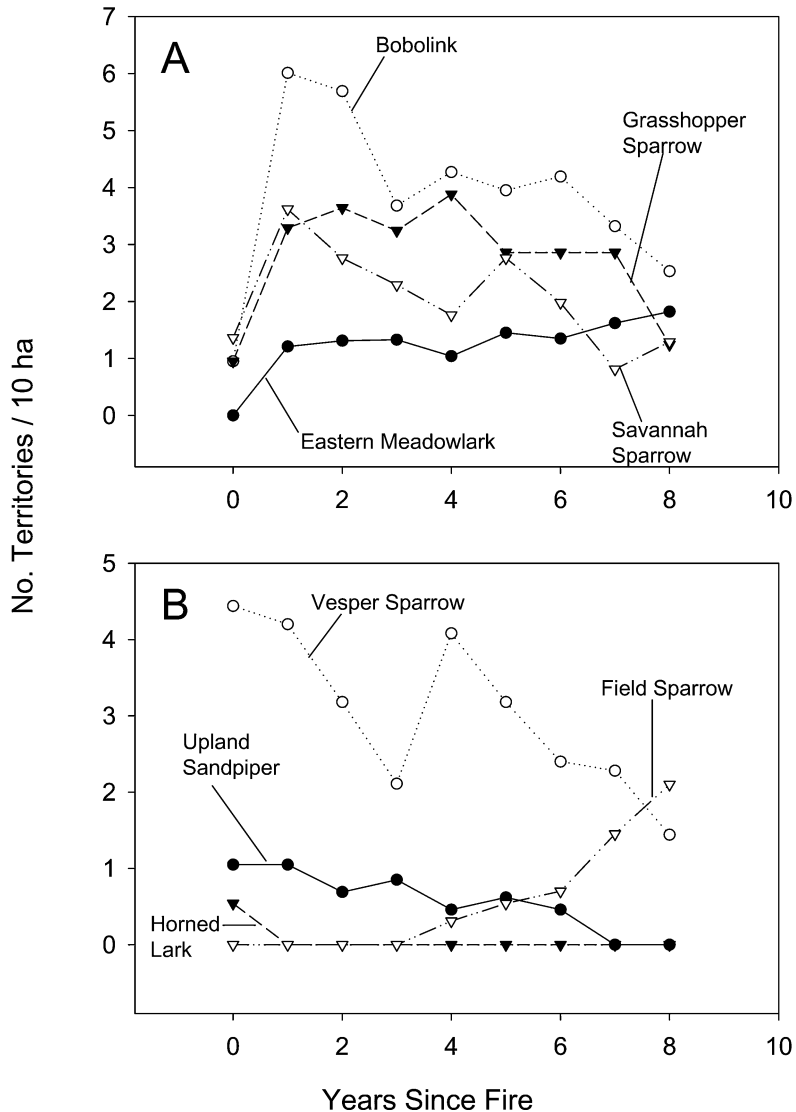 7
6
5
4
3
2
1
0
A
Bobolink
Grasshopper
Sparrow
Eastern Meadowlark
Savannah
Sparrow
0 2 4 6 8 10
No. Territories / 10 ha
5
4
3
2
1
0
B
Vesper Sparrow
Field Sparrow
Upland
Sandpiper
Horned
Lark
0 2 4 6 8 10
Years Since Fire